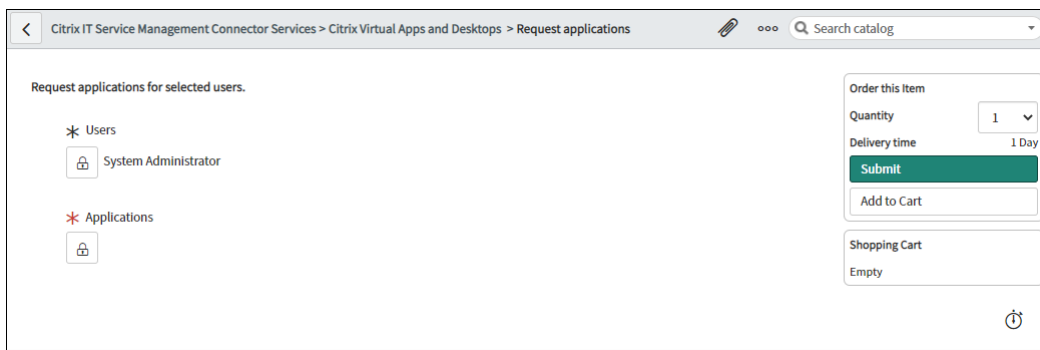 Citrix IT Service Management Connector Services > Citrix Virtual Apps and Desktops > Request applications
Search catalog
Request applications for selected users.
Users
System Administrator
Applications
Order this Item
Quantity 1
Delivery time 1 Day
Submit
Add to Cart
Shopping Cart
Empty